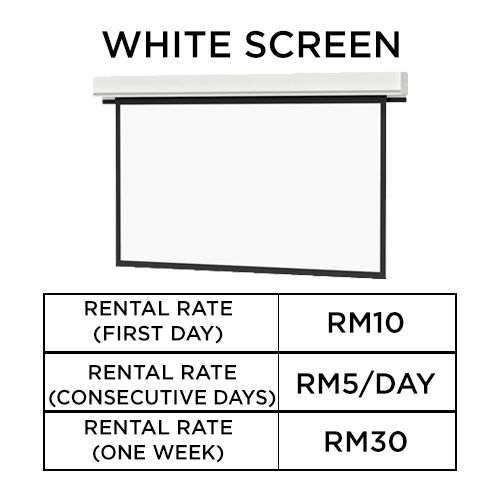 WHITE SCREEN
RENTAL RATE
(FIRST DAY)
RM10
RENTAL RATE
(CONSECUTIVE DAYS)
RM5/DAY
RENTAL RATE
(ONE WEEK)
RM30